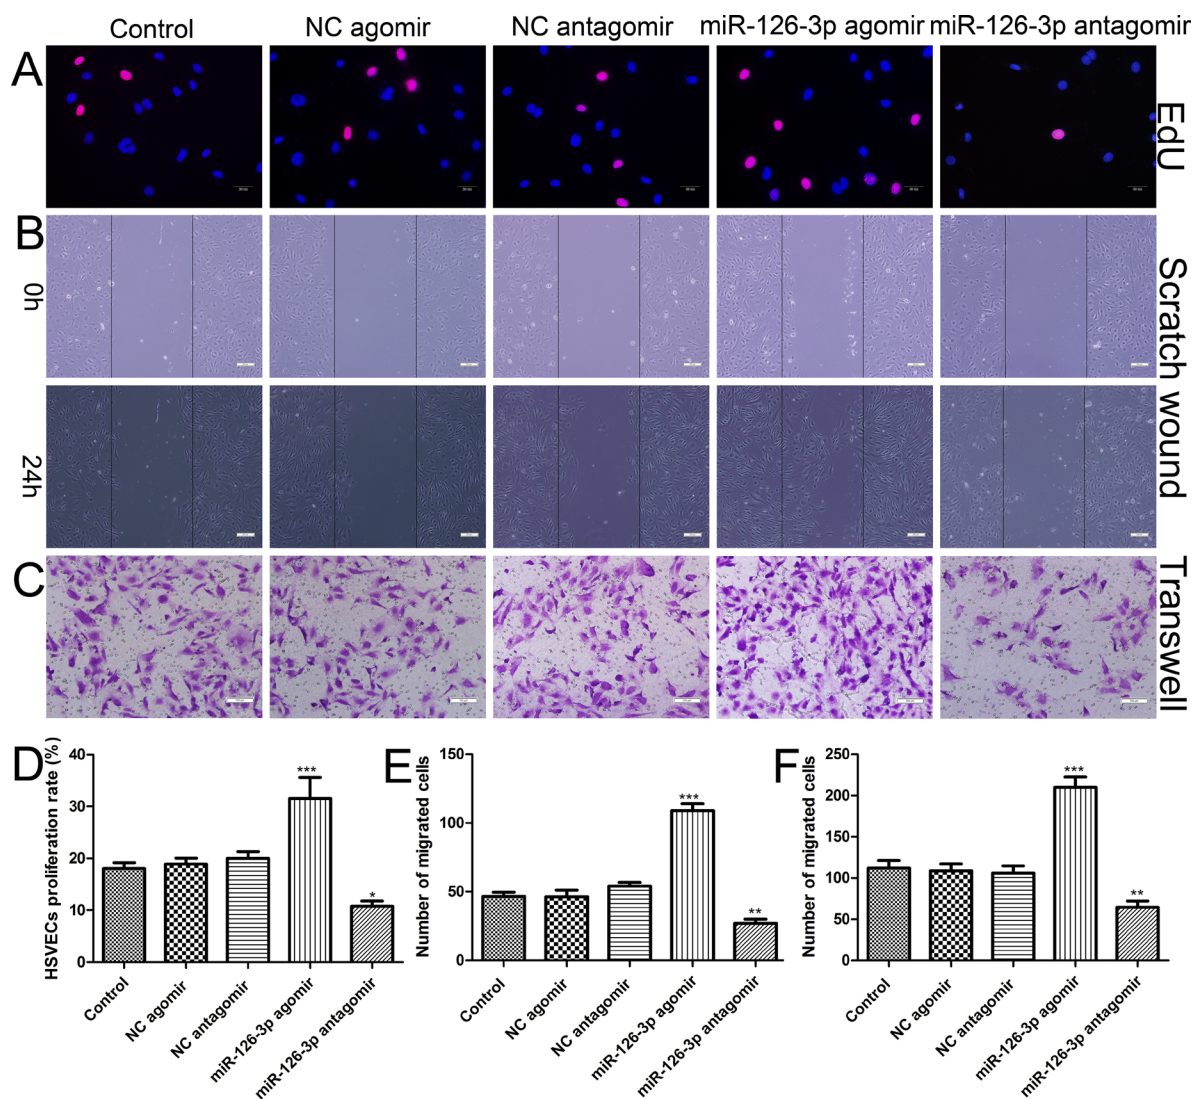 Control
NC agomir
NC antagomir
miR-126-3p agomir
miR-126-3p antagomir
A
EdU
B
0h
24h
Scratch wound
C
Transwell
D
HSVECs proliferation rate (%)
40
30
20
10
0
***
*
Control
NC agomir
NC antagomir
miR-126-3p agomir
miR-126-3p antagomir
E
Number of migrated cells
150
100
50
0
***
**
Control
NC agomir
NC antagomir
miR-126-3p agomir
miR-126-3p antagomir
F
Number of migrated cells
250
200
150
100
50
0
***
**
Control
NC agomir
NC antagomir
miR-126-3p agomir
miR-126-3p antagomir